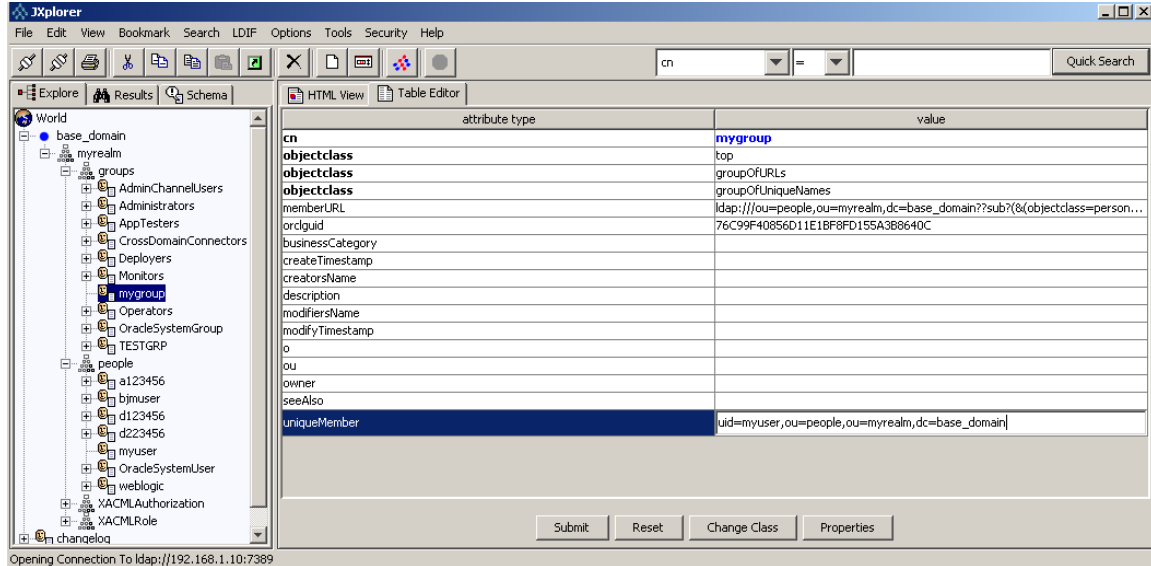 JXplorer
File Edit View Bookmark Search LDIF Options Tools Security Help
cn = Quick Search
Explore Results Schema
HTML View Table Editor
World
base_domain
myrealm
groups
AdminChannelUsers
Administrators
AppTesters
CrossDomainConnectors
Deployers
Monitors
mygroup
Operators
OracleSystemGroup
TESTGRP
people
a123456
bjmuser
d123456
d223456
myuser
OracleSystemUser
weblogic
XACMLAuthorization
XACMLRole
changelog
attribute type value
cn mygroup
objectclass top
objectclass groupOfURLs
objectclass groupOfUniqueNames
memberURL ldap:///ou=people,ou=myrealm,dc=base_domain??sub?(&(objectclass=person...
orclguid 76C99F40856D11E1BF8FD155A3B8640C
businessCategory
createTimestamp
creatorsName
description
modifiersName
modifyTimestamp
o
ou
owner
seeAlso
uniqueMember uid=myuser,ou=people,ou=myrealm,dc=base_domain
Submit Reset Change Class Properties
Opening Connection To ldap://192.168.1.10:7389